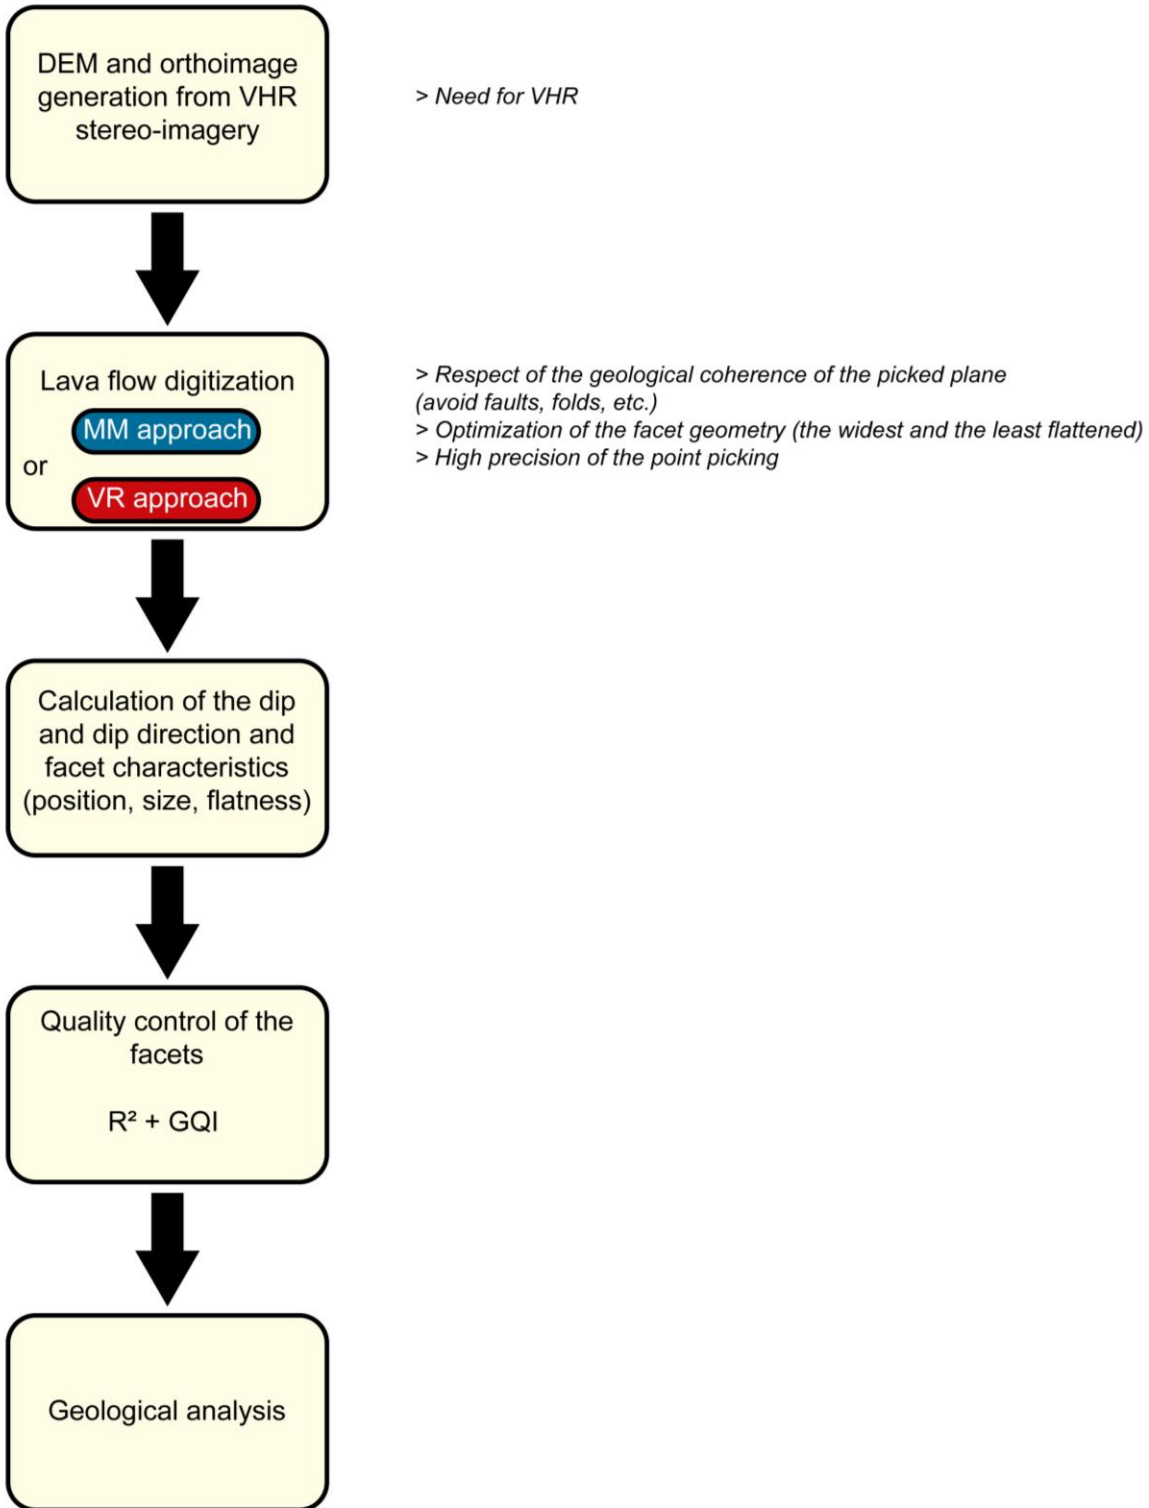 DEM and orthoimage
generation from VHR
stereo-imagery
> Need for VHR
Lava flow digitization
MM approach
or
VR approach
> Respect of the geological coherence of the picked plane
(avoid faults, folds, etc.)
> Optimization of the facet geometry (the widest and the least flattened)
> High precision of the point picking
Calculation of the dip
and dip direction and
facet characteristics
(position, size, flatness)
Quality control of the
facets
R² + GQI
Geological analysis